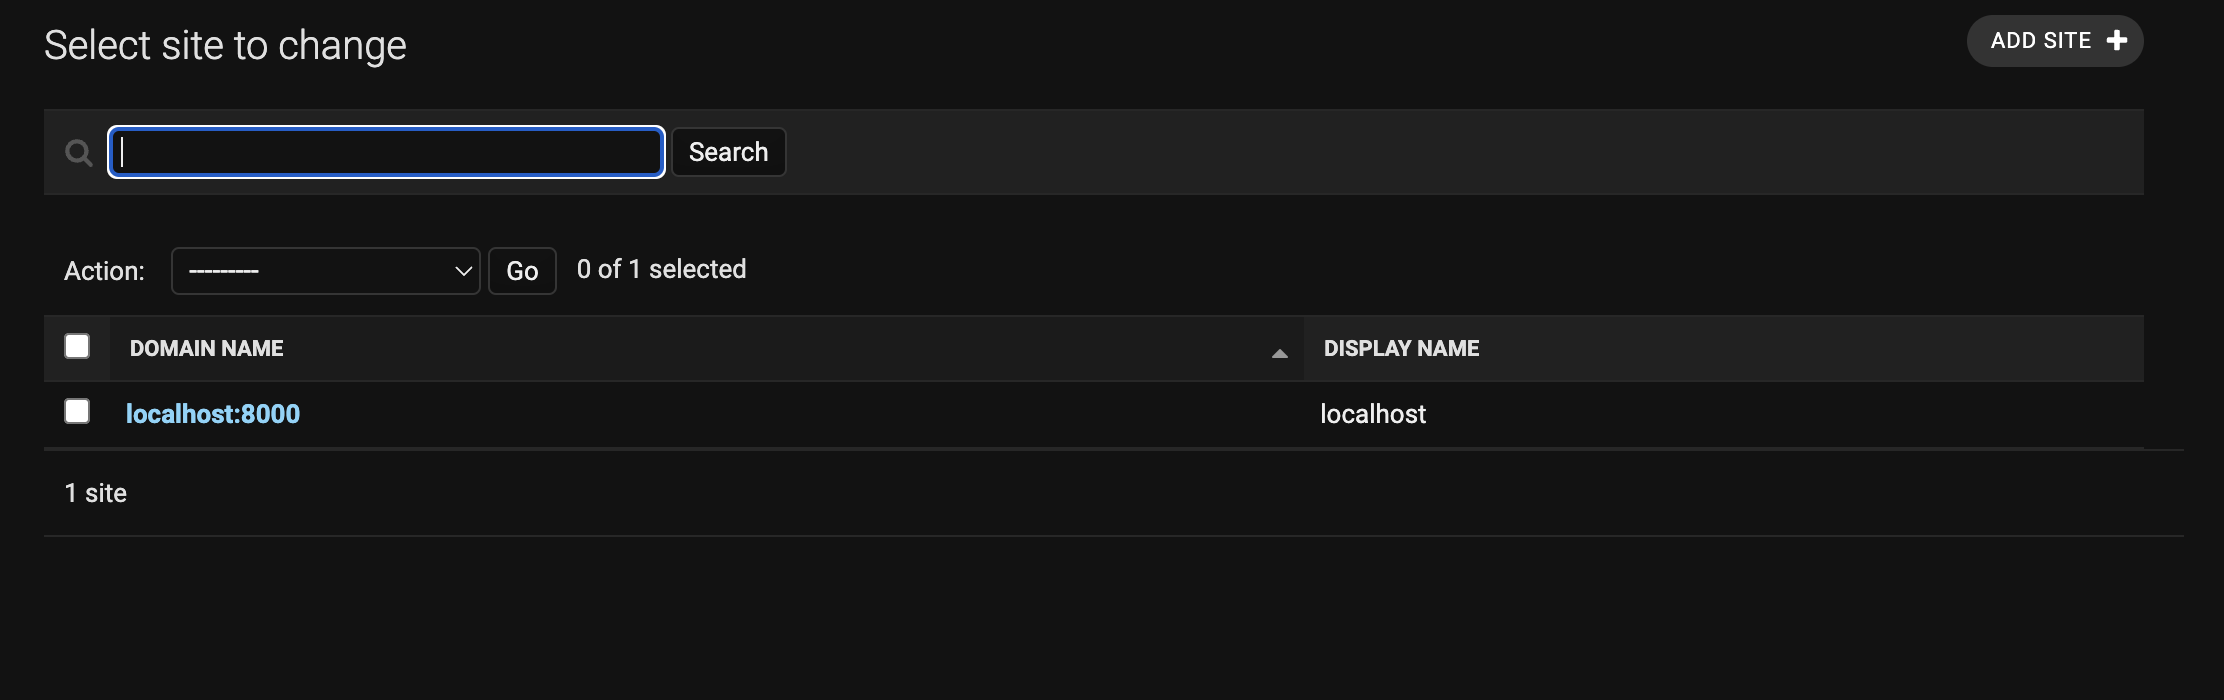 Select site to change
ADD SITE
Search
Action: --------- Go 0 of 1 selected
DOMAIN NAME DISPLAY NAME
localhost:8000 localhost
1 site